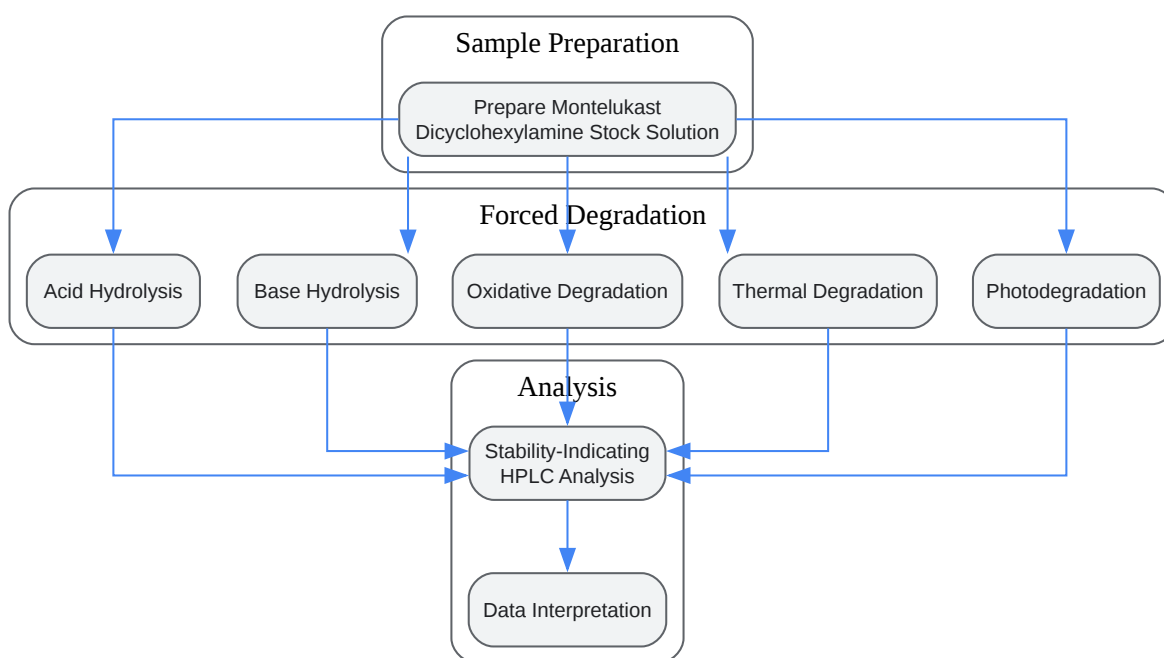 Sample Preparation
Prepare Montelukast
Dicyclohexylamine Stock Solution
Forced Degradation
Acid Hydrolysis
Base Hydrolysis
Oxidative Degradation
Thermal Degradation
Photodegradation
Analysis
Stability-Indicating
HPLC Analysis
Data Interpretation